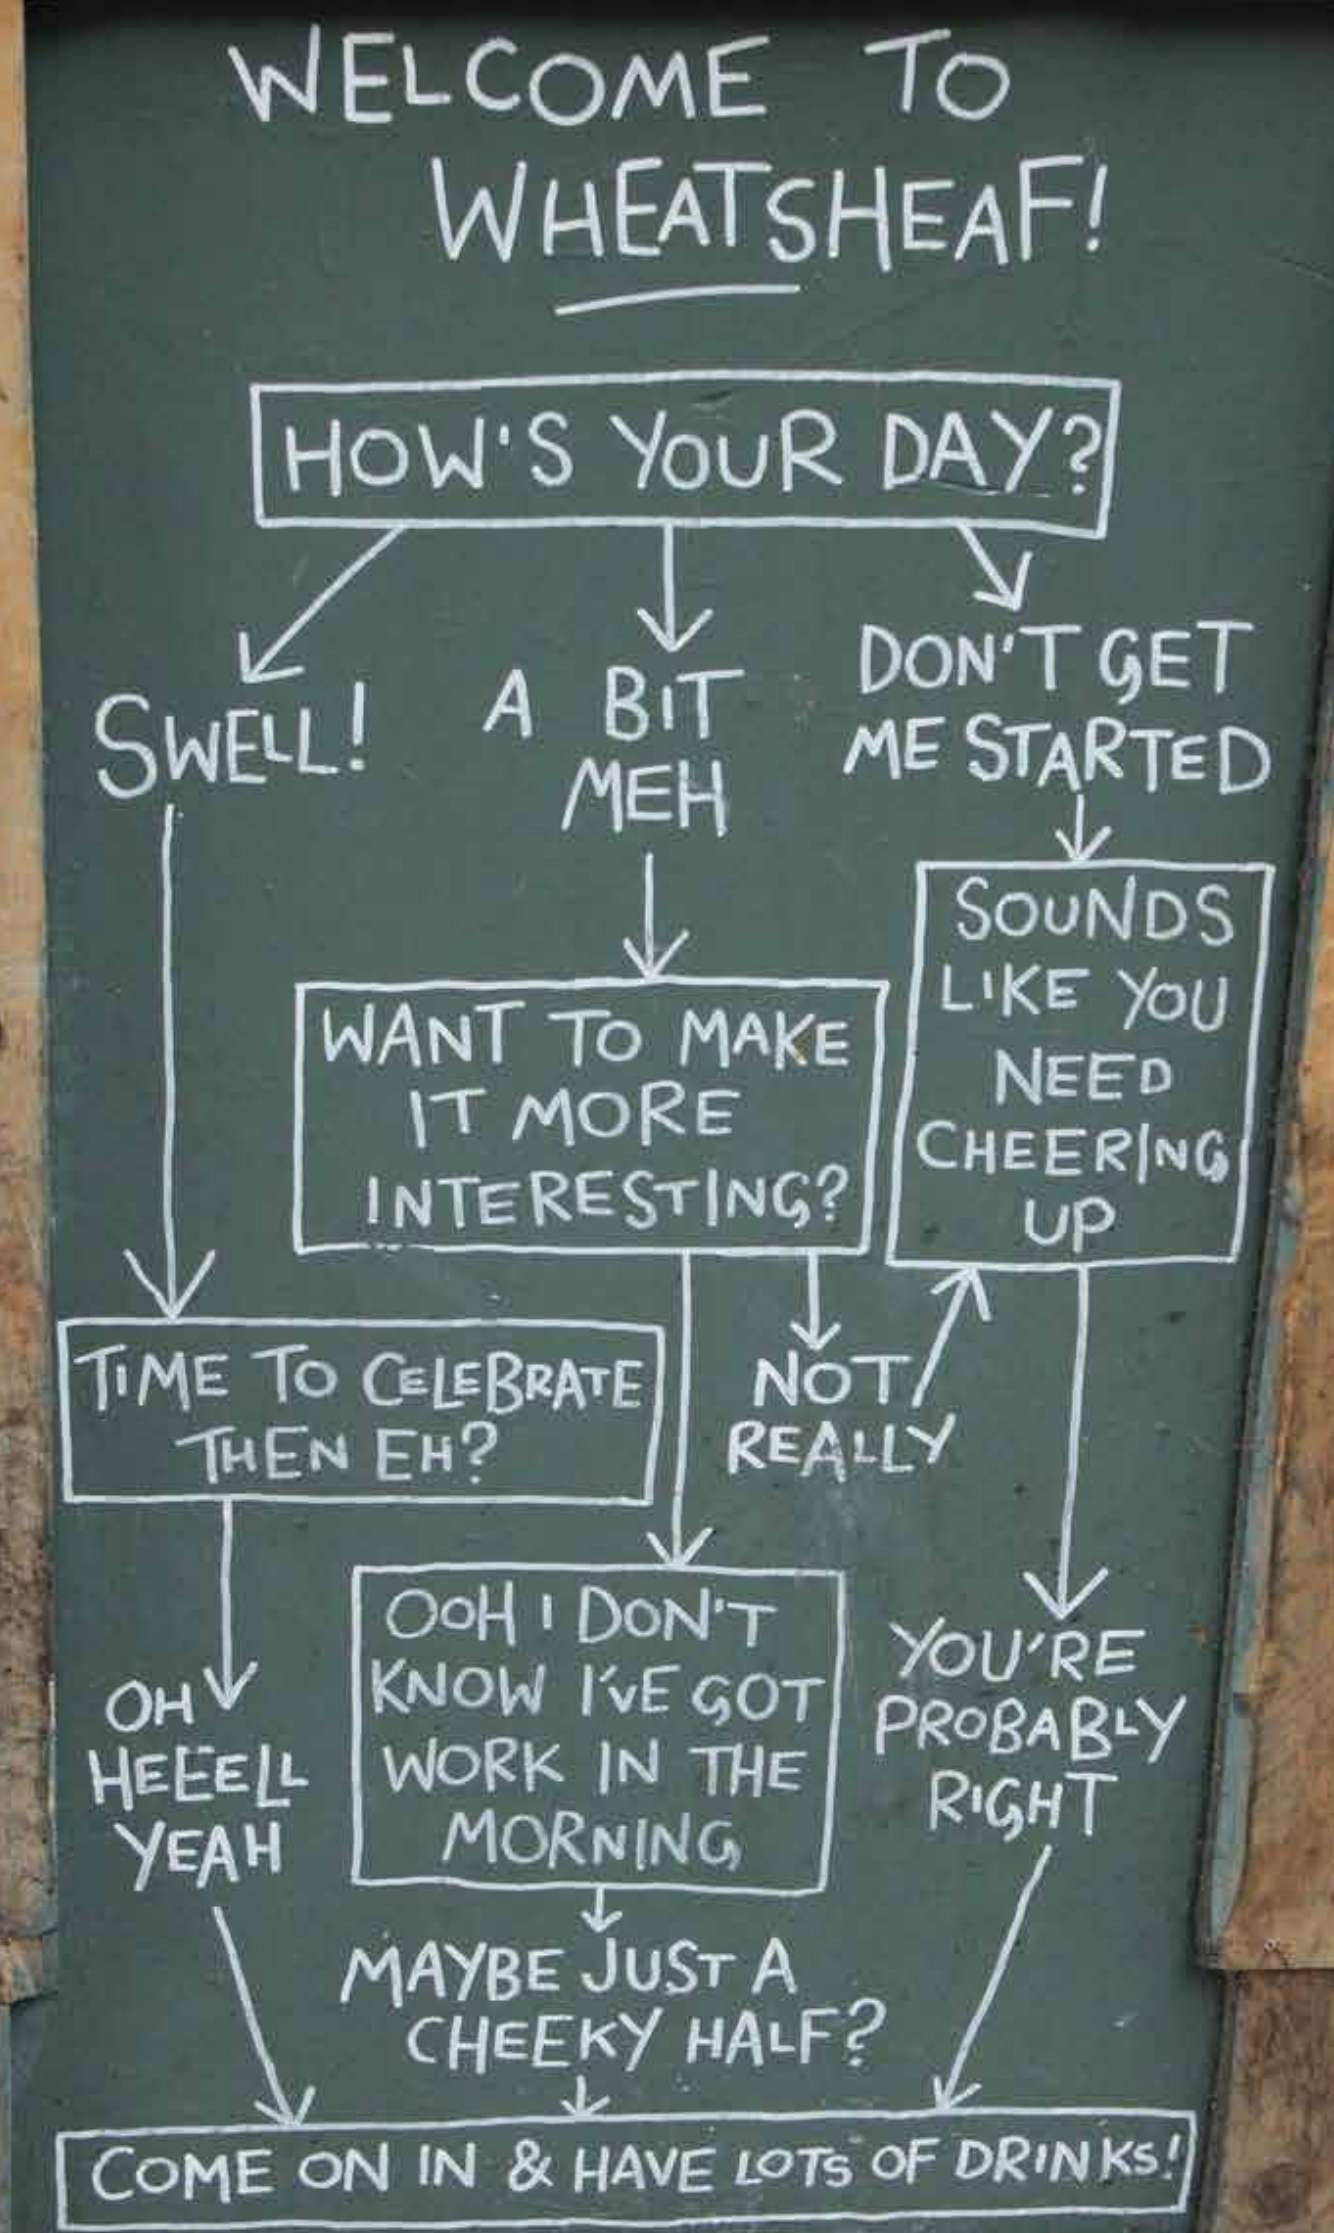 WELCOME TO
WHEATSHEAF!
HOW'S YOUR DAY?
SWELL!
A BIT
MEH
DON'T GET
ME STARTED
SOUNDS
LIKE YOU
NEED
CHEERING
UP
WANT TO MAKE
IT MORE
INTERESTING?
TIME TO CELEBRATE
THEN EH?
NOT
REALLY
OH
HEEEELL
YEAH
OOH I DON'T
KNOW I'VE GOT
WORK IN THE
MORNING
YOU'RE
PROBABLY
RIGHT
MAYBE JUST A
CHEEKY HALF?
COME ON IN & HAVE LOTS OF DRINKS!